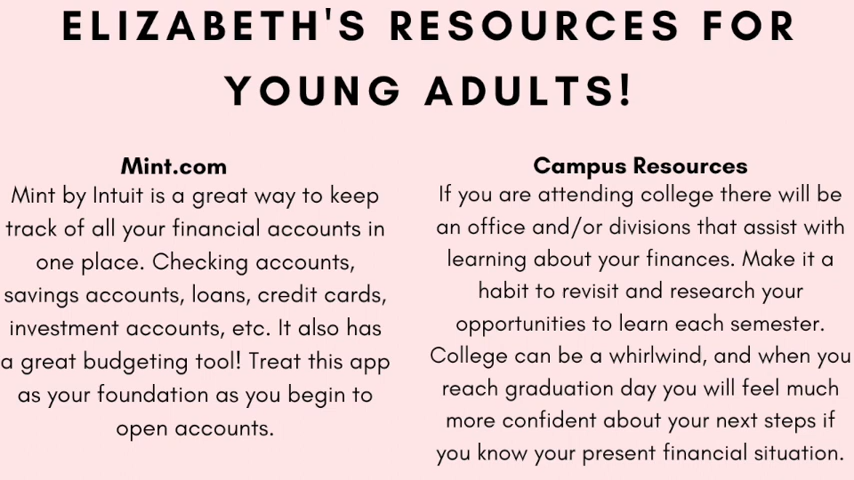 ELIZABETH'S RESOURCES FOR
YOUNG ADULTS!
Mint.com
Mint by Intuit is a great way to keep
track of all your financial accounts in
one place. Checking accounts,
savings accounts, loans, credit cards,
investment accounts, etc. It also has
a great budgeting tool! Treat this app
as your foundation as you begin to
open accounts.
Campus Resources
If you are attending college there will be
an office and/or divisions that assist with
learning about your finances. Make it a
habit to revisit and research your
opportunities to learn each semester.
College can be a whirlwind, and when you
reach graduation day you will feel much
more confident about your next steps if
you know your present financial situation.